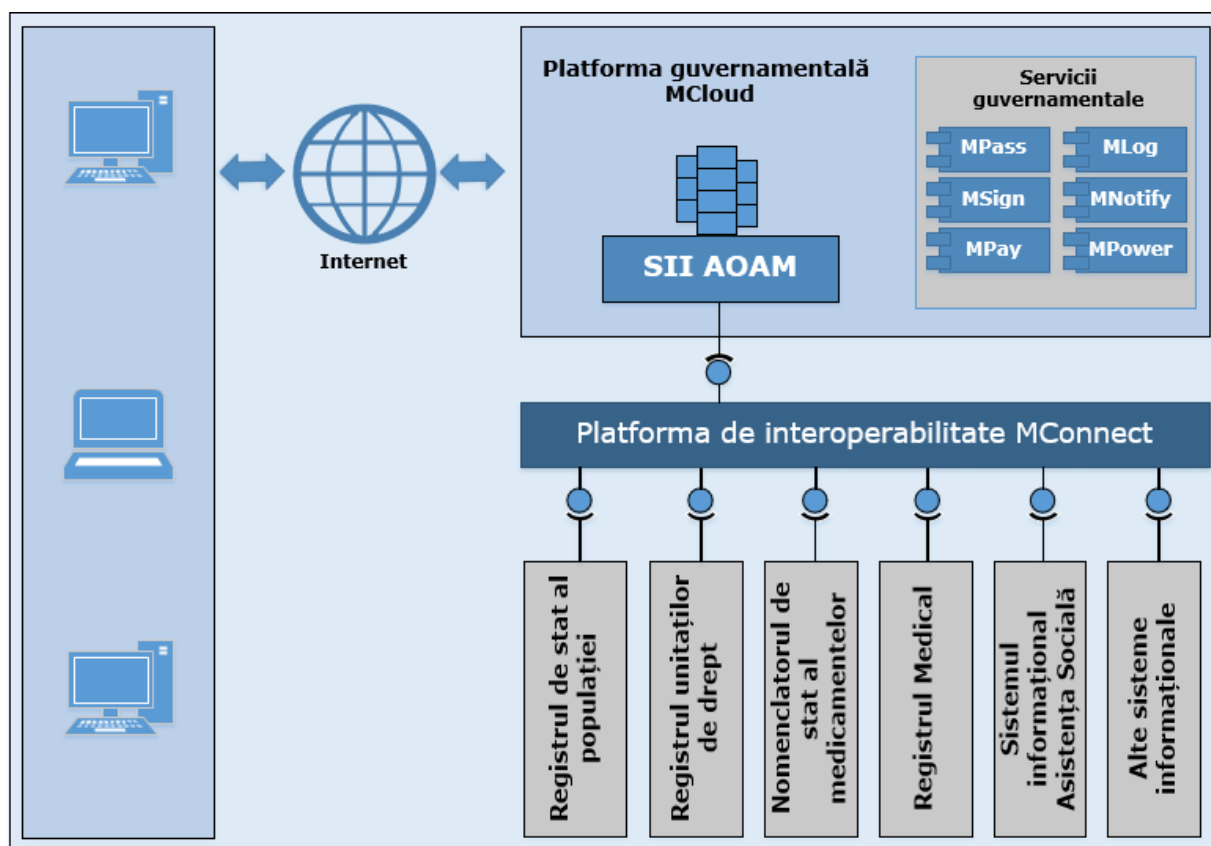 Platforma guvernamentală
MCloud
Servicii
guvernamentale
MPass
MLog
MSign
MNotify
MPay
MPower
Internet
SII AOAM
Platforma de interoperabilitate MConnect
Registrul de stat al
populației
Registrul unitaților
de drept
Nomenclatorul de
stat al
medicamentelor
Registrul Medical
Sistemul
informațional
Asistența Socială
Alte sisteme
informaționale